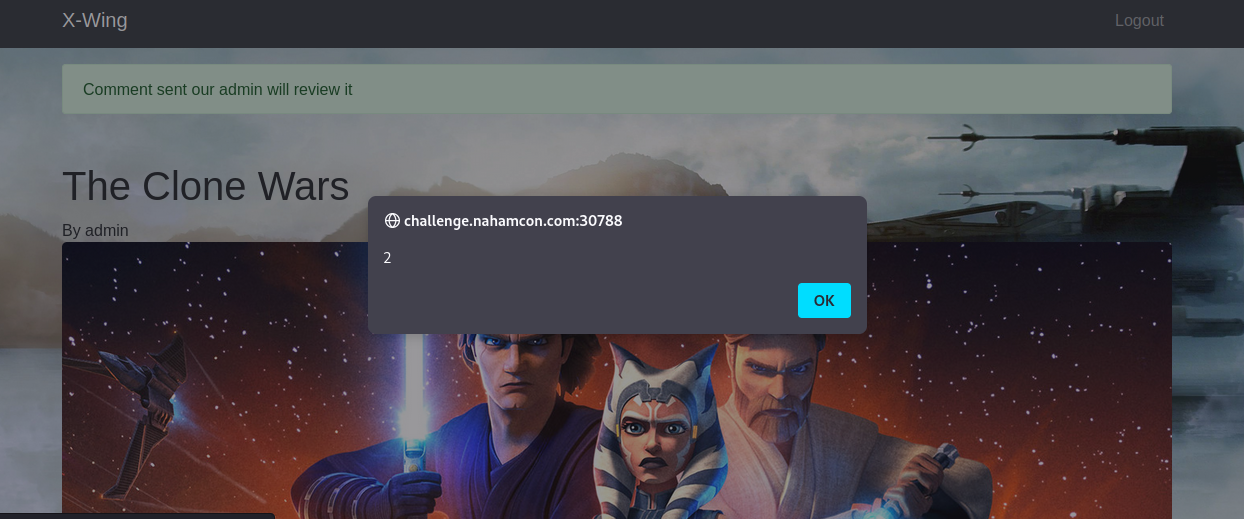 X-Wing
Logout
Comment sent our admin will review it
The Clone Wars
By admin
challenge.nahamcon.com:30788
2
OK